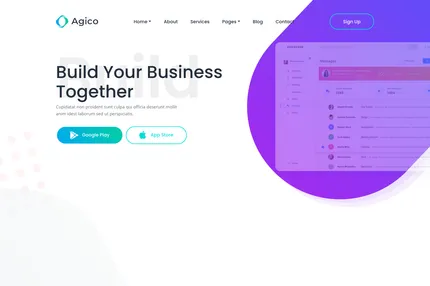 Agico
Home
About
Services
Pages
Blog
Contact
Sign Up
Build
Build Your Business
Together
Cupidatat non proident sunt i culpa qui officia deserunt mollit
anim idest laborum sed ut perspiciatis.
Google Play
App Store